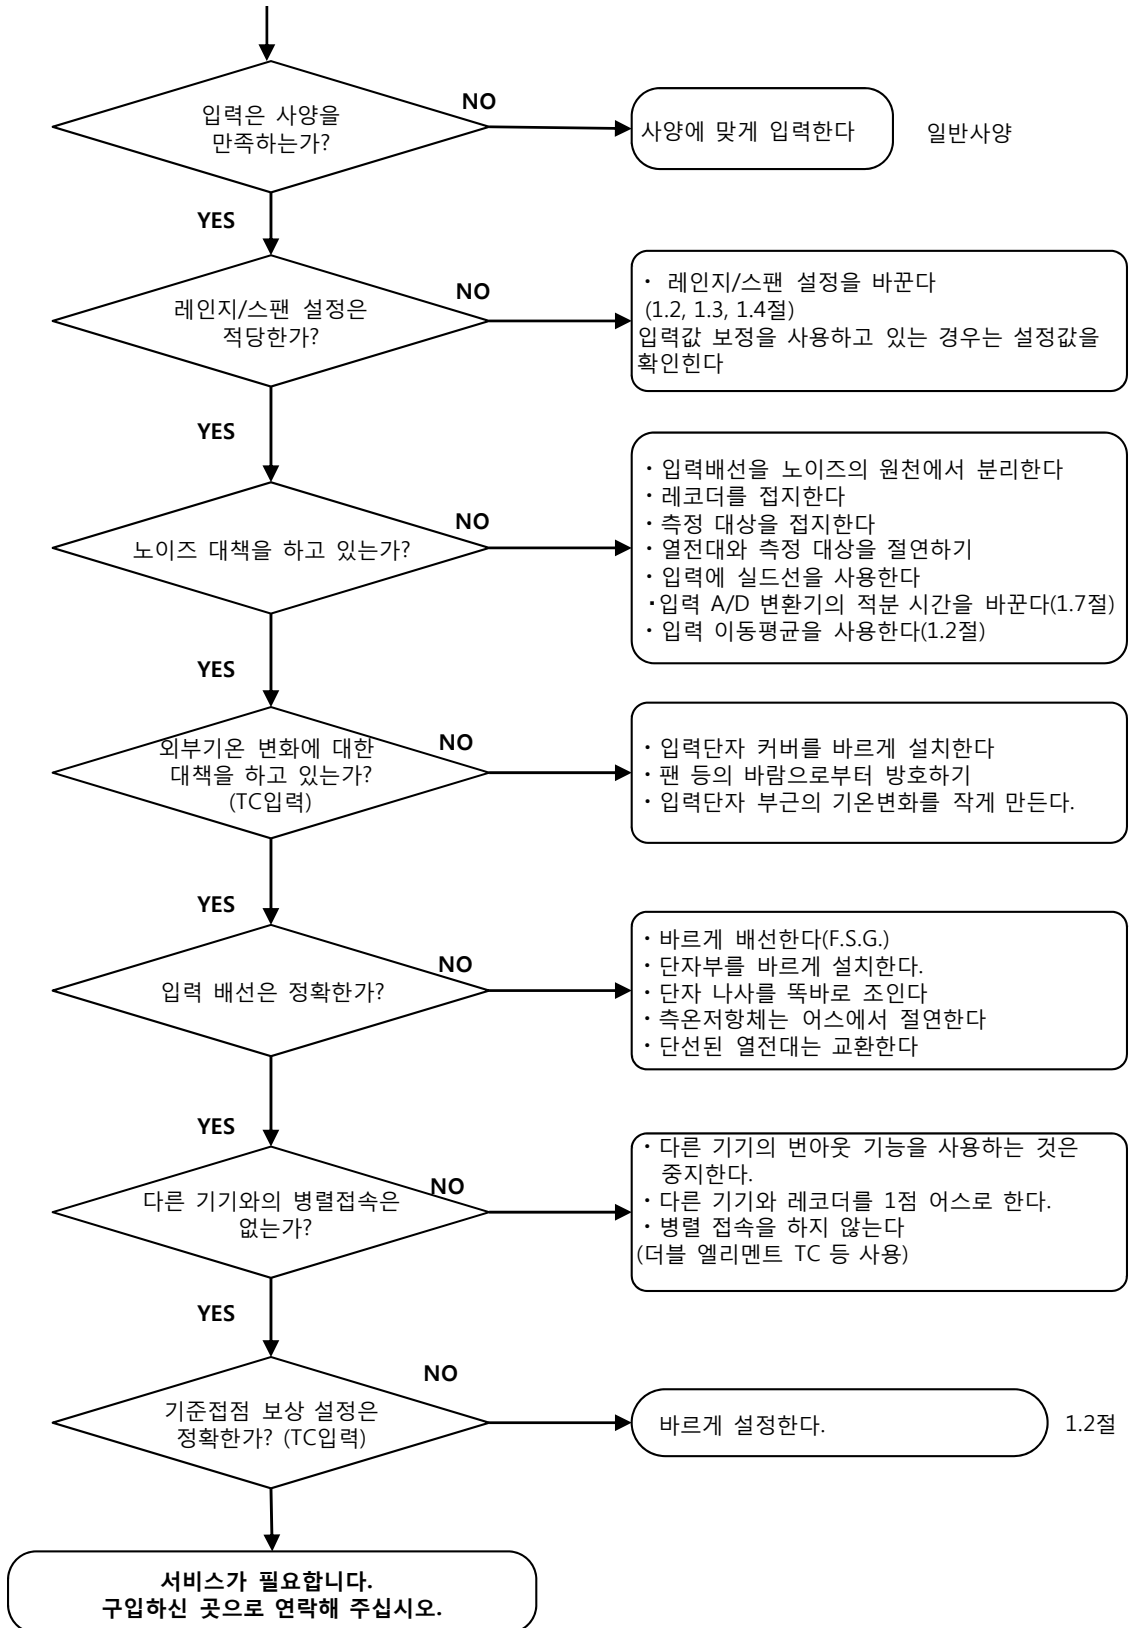 입력은 사양을
만족하는가?
NO
사양에 맞게 입력한다
일반사양
YES
레인지/스팬 설정은
적당한가?
NO
· 레인지/스팬 설정을 바꾼다
(1.2, 1.3, 1.4절)
입력값 보정을 사용하고 있는 경우는 설정값을
확인힌다
YES
노이즈 대책을 하고 있는가?
NO
· 입력배선을 노이즈의 원천에서 분리한다
· 레코더를 접지한다
· 측정 대상을 접지한다
· 열전대와 측정 대상을 절연하기
· 입력에 실드선을 사용한다
· 입력 A/D 변환기의 적분 시간을 바꾼다(1.7절)
· 입력 이동평균을 사용한다(1.2절)
YES
외부기온 변화에 대한
대책을 하고 있는가?
(TC입력)
NO
· 입력단자 커버를 바르게 설치한다
· 팬 등의 바람으로부터 방호하기
· 입력단자 부근의 기온변화를 작게 만든다.
YES
입력 배선은 정확한가?
NO
· 바르게 배선한다(F.S.G.)
· 단자부를 바르게 설치한다.
· 단자 나사를 똑바로 조인다
· 측온저항체는 어스에서 절연한다
· 단선된 열전대는 교환한다
YES
다른 기기와의 병렬접속은
없는가?
NO
· 다른 기기의 번아웃 기능을 사용하는 것은
중지한다.
· 다른 기기와 레코더를 1점 어스로 한다.
· 병렬 접속을 하지 않는다
(더블 엘리멘트 TC 등 사용)
YES
기준접점 보상 설정은
정확한가? (TC입력)
NO
바르게 설정한다.
1.2절
서비스가 필요합니다.
구입하신 곳으로 연락해 주십시오.